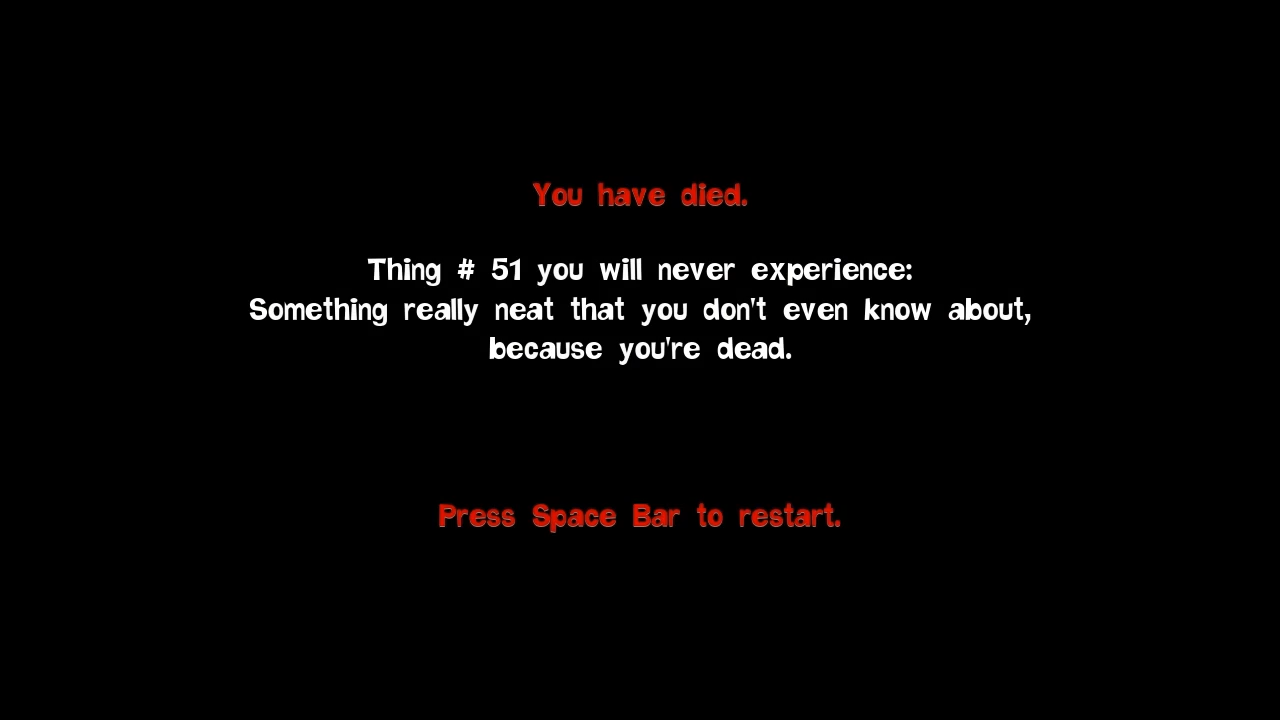 You have died.
Thing # 51 you will never experience:
Something really neat that you don't even know about,
because you're dead.
Press Space Bar to restart.